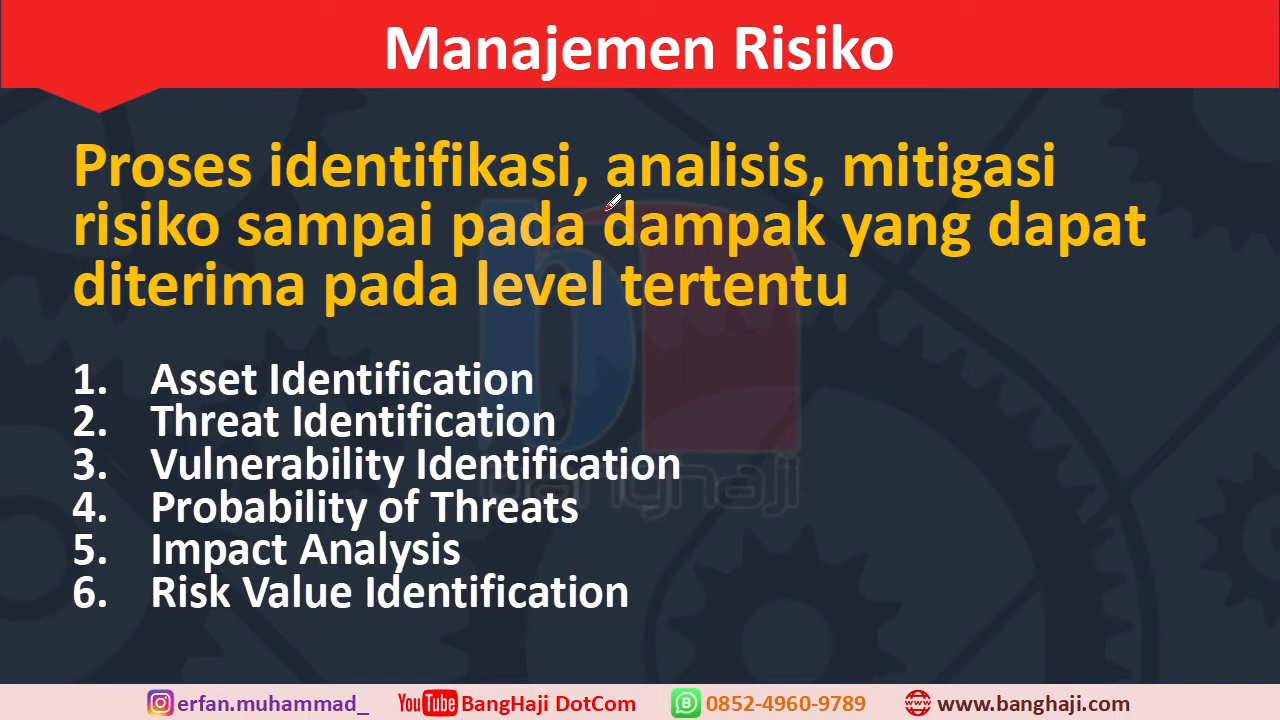 Manajemen Risiko
Proses identifikasi, analisis, mitigasi
risiko sampai pada dampak yang dapat
diterima pada level tertentu
1. Asset Identification
2. Threat Identification
3. Vulnerability Identification
4. Probability of Threats
5. Impact Analysis
6. Risk Value Identification
banghaji
erfan.muhammad_ YouTube BangHaji DotCom 0852-4960-9789 www.banghaji.com